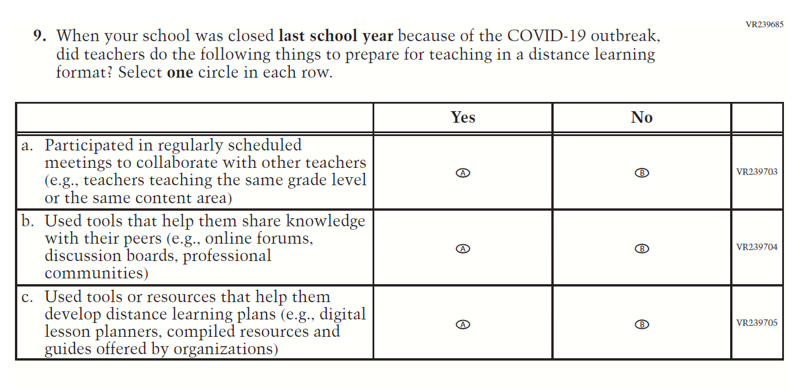 VR239685
9. When your school was closed last school year because of the COVID-19 outbreak,
did teachers do the following things to prepare for teaching in a distance learning
format? Select one circle in each row.
Yes No
a. Participated in regularly scheduled
meetings to collaborate with other teachers
(e.g., teachers teaching the same grade level
or the same content area)
A B VR239703
b. Used tools that help them share knowledge
with their peers (e.g., online forums,
discussion boards, professional
communities)
A B VR239704
c. Used tools or resources that help them
develop distance learning plans (e.g., digital
lesson planners, compiled resources and
guides offered by organizations)
A B VR239705